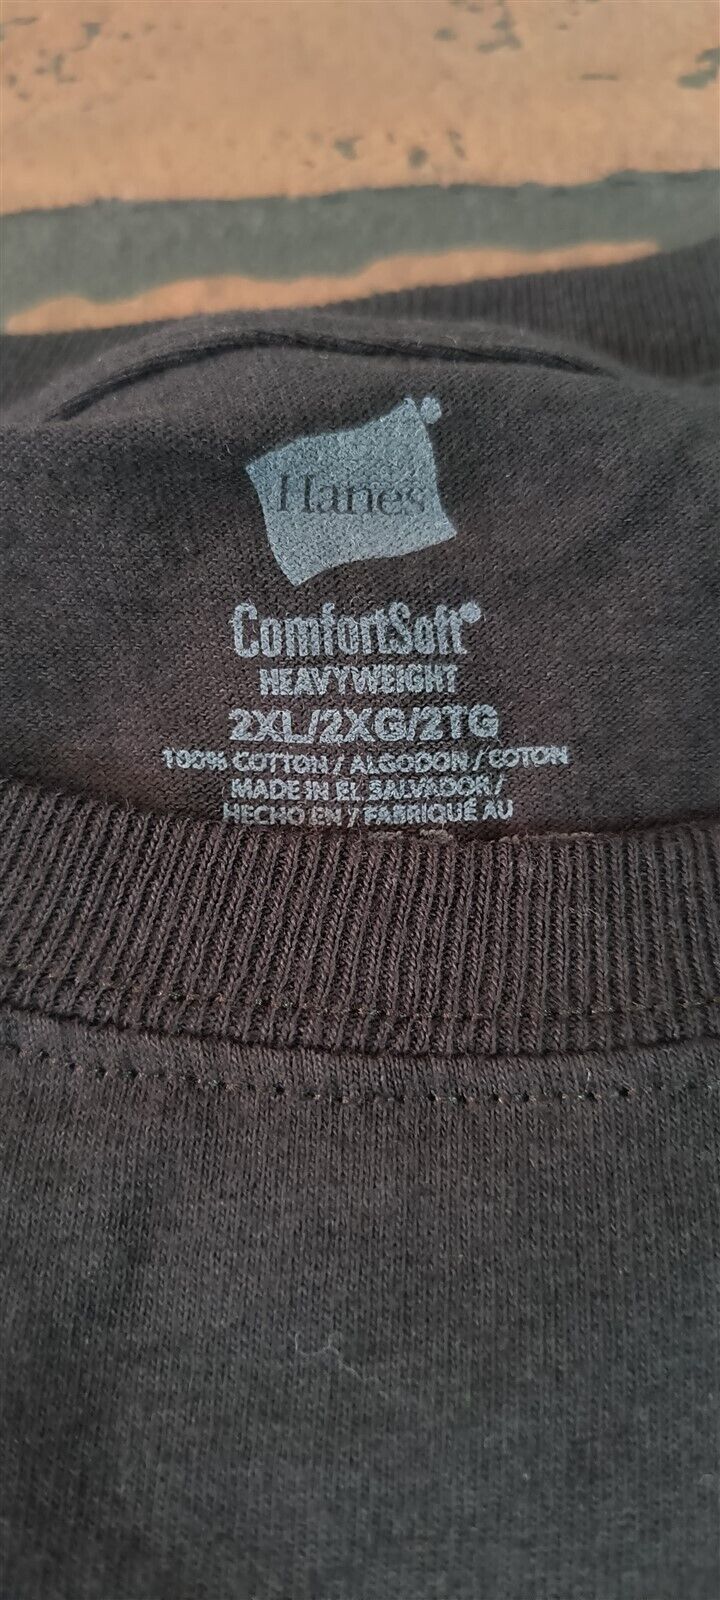 Hanes
ComfortSoft®
HEAVYWEIGHT
2XL/2XG/2TG
100% COTTON / ALGODON / COTON
MADE IN EL SALVADOR /
HECHO EN / FABRIQUÉ AU